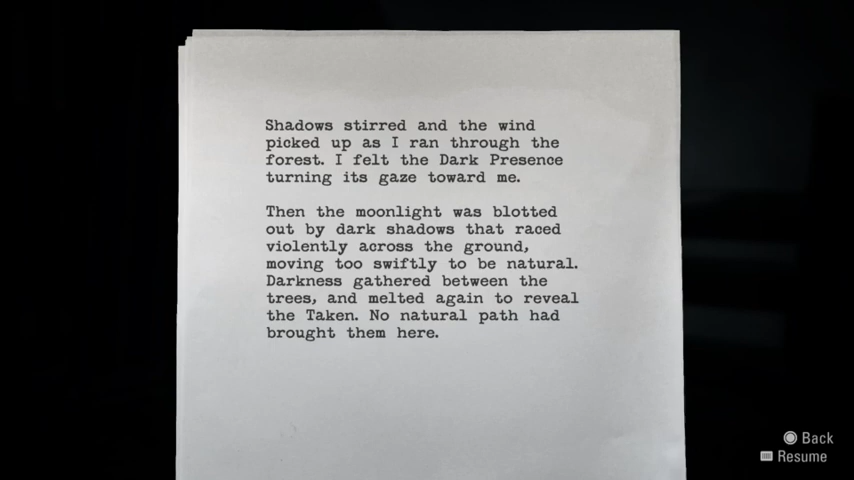 Shadows stirred and the wind
picked up as I ran through the
forest. I felt the Dark Presence
turning its gaze toward me.
Then the moonlight was blotted
out by dark shadows that raced
violently across the ground,
moving too swiftly to be natural.
Darkness gathered between the
trees, and melted again to reveal
the Taken. No natural path had
brought them here.
Back
Resume